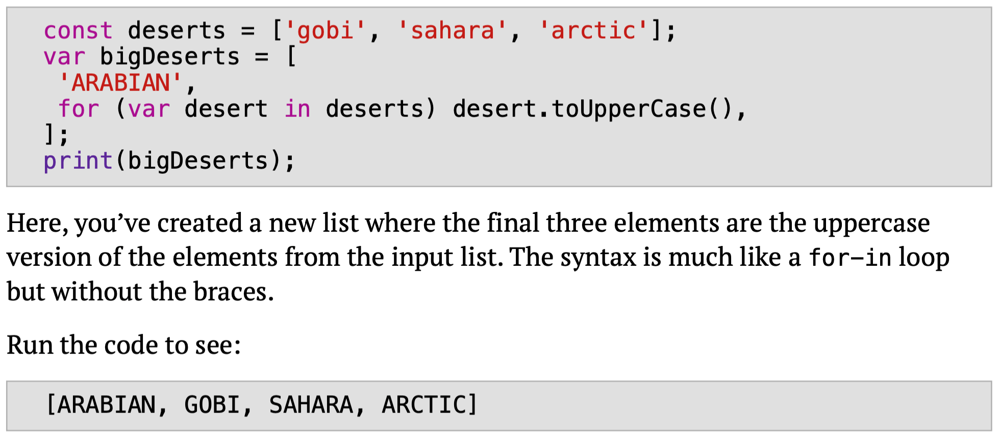 const deserts = ['gobi', 'sahara', 'arctic'];
var bigDeserts = [
 'ARABIAN',
 for (var desert in deserts) desert.toUpperCase(),
];
print(bigDeserts);
Here, you’ve created a new list where the final three elements are the uppercase
version of the elements from the input list. The syntax is much like a for-in loop
but without the braces.
Run the code to see:
[ARABIAN, GOBI, SAHARA, ARCTIC]